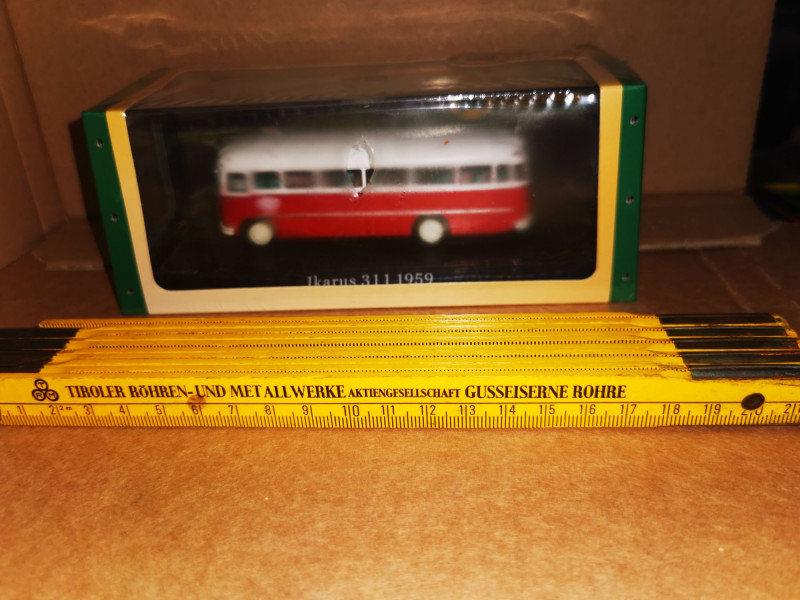 Ikarus 311 1959
TIROLER RÖHREN-UND METALLWERKE AKTIENGESELLSCHAFT GUSSEISERNE ROHRE
1 2 3 4 5 6 7 8 9 10 11 12 13 14 15 16 17 18 19 20 21